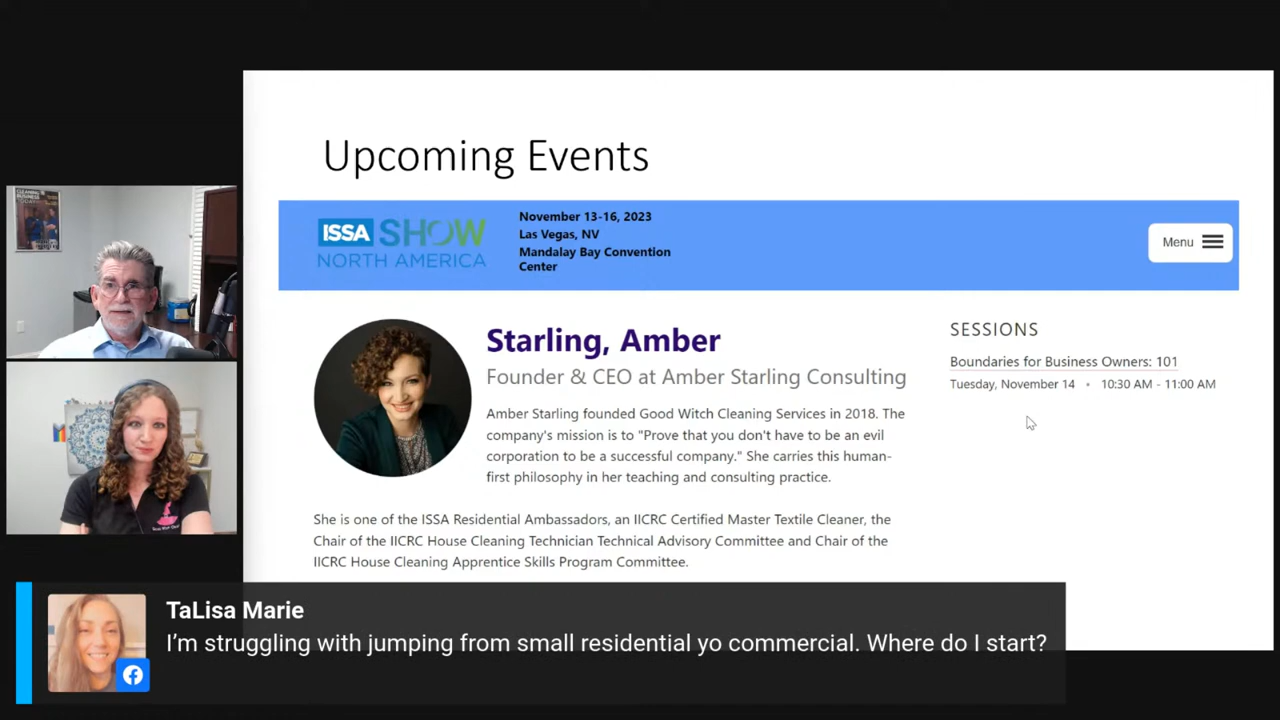 Upcoming Events
ISSA SHOW
NORTH AMERICA
November 13-16, 2023
Las Vegas, NV
Mandalay Bay Convention
Center
Menu
Starling, Amber
Founder & CEO at Amber Starling Consulting
Amber Starling founded Good Witch Cleaning Services in 2018. The
company's mission is to "Prove that you don't have to be an evil
corporation to be a successful company." She carries this human-
first philosophy in her teaching and consulting practice.
She is one of the ISSA Residential Ambassadors, an IICRC Certified Master Textile Cleaner, the
Chair of the IICRC House Cleaning Technician Technical Advisory Committee and Chair of the
IICRC House Cleaning Apprentice Skills Program Committee.
SESSIONS
Boundaries for Business Owners: 101
Tuesday, November 14 • 10:30 AM - 11:00 AM
CLEANING
BUSINESS
TODAY
TaLisa Marie
I’m struggling with jumping from small residential yo commercial. Where do I start?